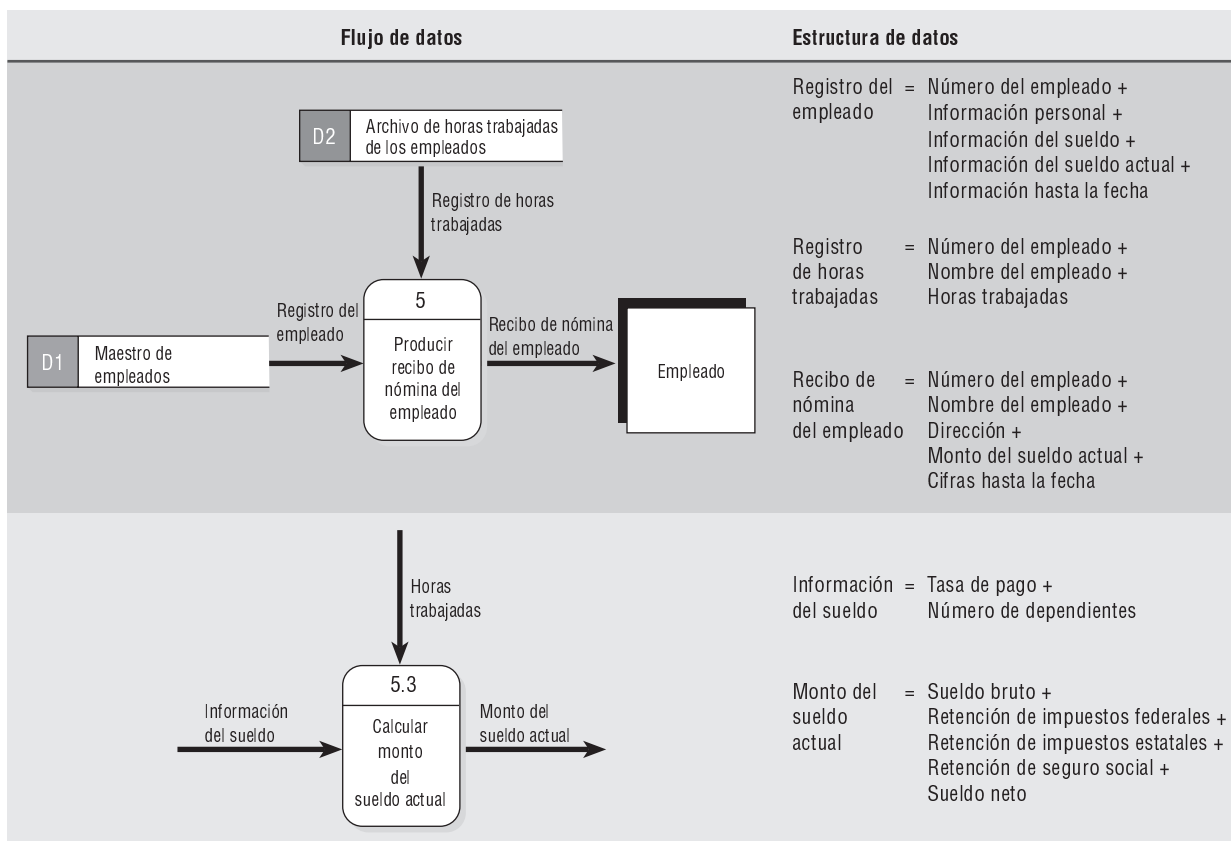 Flujo de datos
Estructura de datos
D2
Archivo de horas trabajadas
de los empleados
Registro de horas
trabajadas
D1
Maestro de
empleados
Registro del
empleado
5
Producir
recibo de
nómina del
empleado
Recibo de nómina
del empleado
Empleado
Registro del = Número del empleado +
empleado Información personal +
Información del sueldo +
Información del sueldo actual +
Información hasta la fecha
Registro = Número del empleado +
de horas Nombre del empleado +
trabajadas Horas trabajadas
Recibo de = Número del empleado +
nómina Nombre del empleado +
del empleado Dirección +
Monto del sueldo actual +
Cifras hasta la fecha
Horas
trabajadas
Información
del sueldo
5.3
Calcular
monto
del
sueldo actual
Monto del
sueldo actual
Información = Tasa de pago +
del sueldo Número de dependientes
Monto del = Sueldo bruto +
sueldo Retención de impuestos federales +
actual Retención de impuestos estatales +
Retención de seguro social +
Sueldo neto